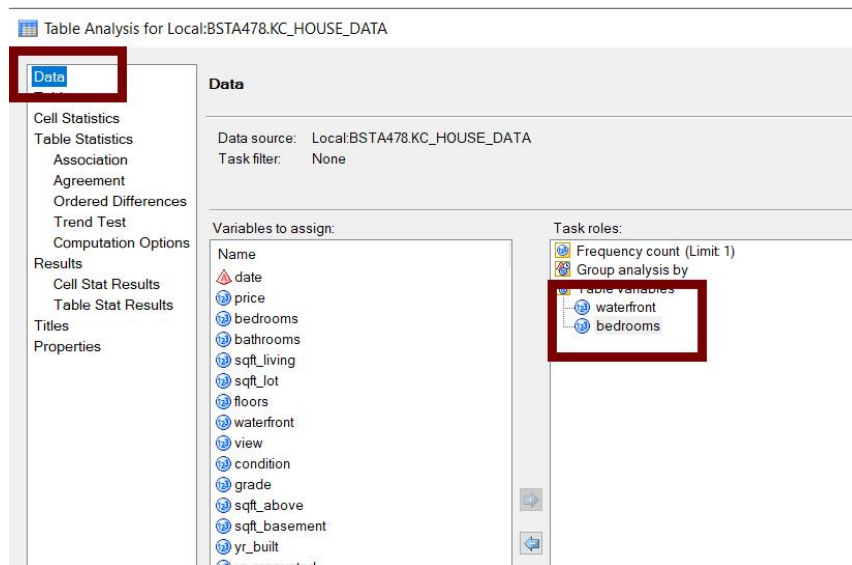 Table Analysis for Local:BSTA478.KC_HOUSE_DATA
Data
Cell Statistics
Table Statistics
Association
Agreement
Ordered Differences
Trend Test
Computation Options
Results
Cell Stat Results
Table Stat Results
Titles
Properties
Data
Data source: Local:BSTA478.KC_HOUSE_DATA
Task filter: None
Variables to assign:
Name
date
price
bedrooms
bathrooms
sqft_living
sqft_lot
floors
waterfront
view
condition
grade
sqft_above
sqft_basement
yr_built
Task roles:
Frequency count (Limit: 1)
Group analysis by
Table variables
waterfront
bedrooms